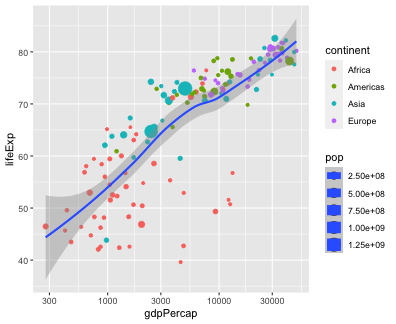 80
70
60
50
40
lifeExp
300
1000
3000
10000
30000
gdpPercap
continent
Africa
Americas
Asia
Europe
pop
2.50e+08
5.00e+08
7.50e+08
1.00e+09
1.25e+09